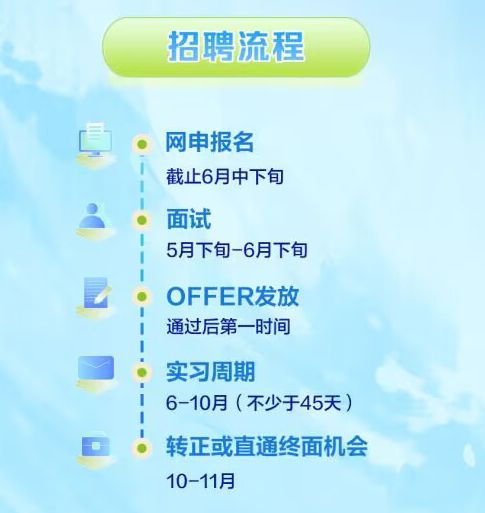 招聘流程
网申报名
截止6月中下旬
面试
5月下旬-6月下旬
OFFER发放
通过后第一时间
实习周期
6-10月（不少于45天）
转正或直通终面机会
10-11月